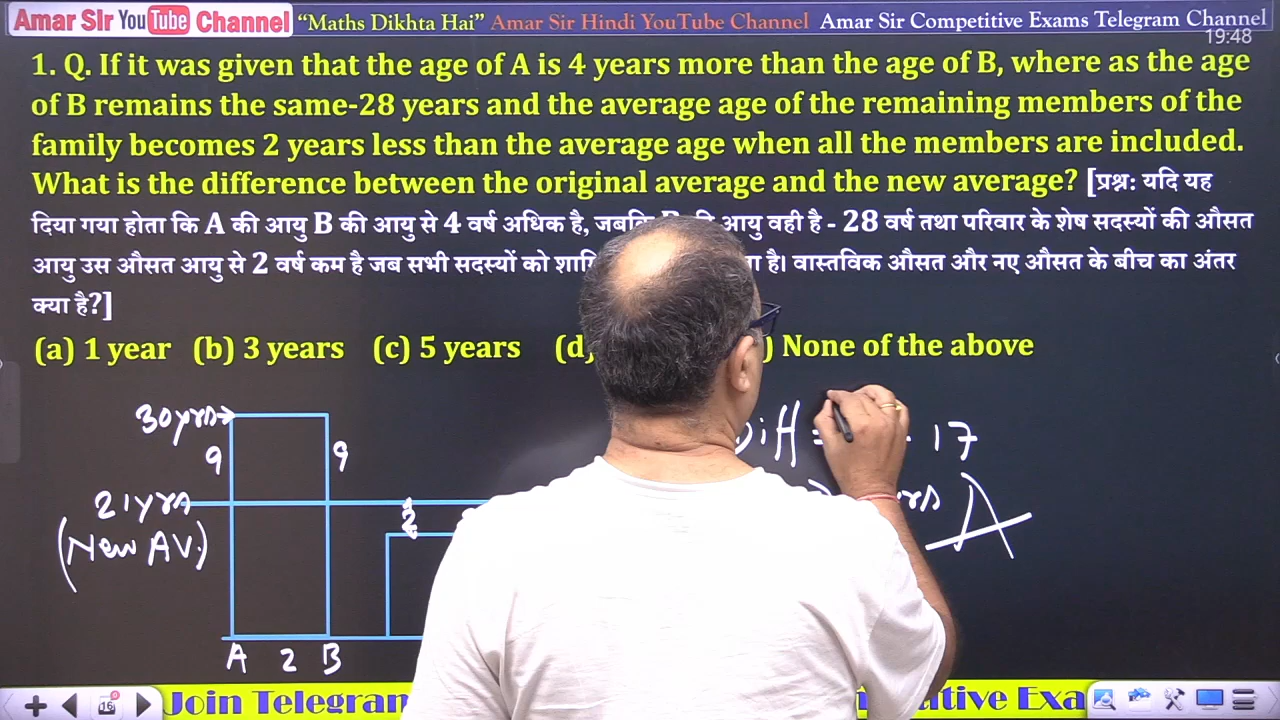 Amar SIr YouTube Channel "Maths Dikhta Hai" Amar Sir Hindi YouTube Channel Amar Sir Competitive Exams Telegram Channel
19:48
1. Q. If it was given that the age of A is 4 years more than the age of B, where as the age
of B remains the same-28 years and the average age of the remaining members of the
family becomes 2 years less than the average age when all the members are included.
What is the difference between the original average and the new average? [प्रश्न: यदि यह
दिया गया होता कि A की आयु B की आयु से 4 वर्ष अधिक है, आयु वही है - 28 वर्ष तथा परिवार के शेष सदस्यों की औसत
आयु उस औसत आयु से 2 वर्ष कम है जब सभी सदस्यों को है। वास्तविक औसत और नए औसत के बीच का अंतर
क्या है?]
(a) 1 year (b) 3 years (c) 5 years (d) None of the above
30yrs → 17
9 9
21yrs
2
(New AV.)
A 2 B
A
Join Telegram Exa
16